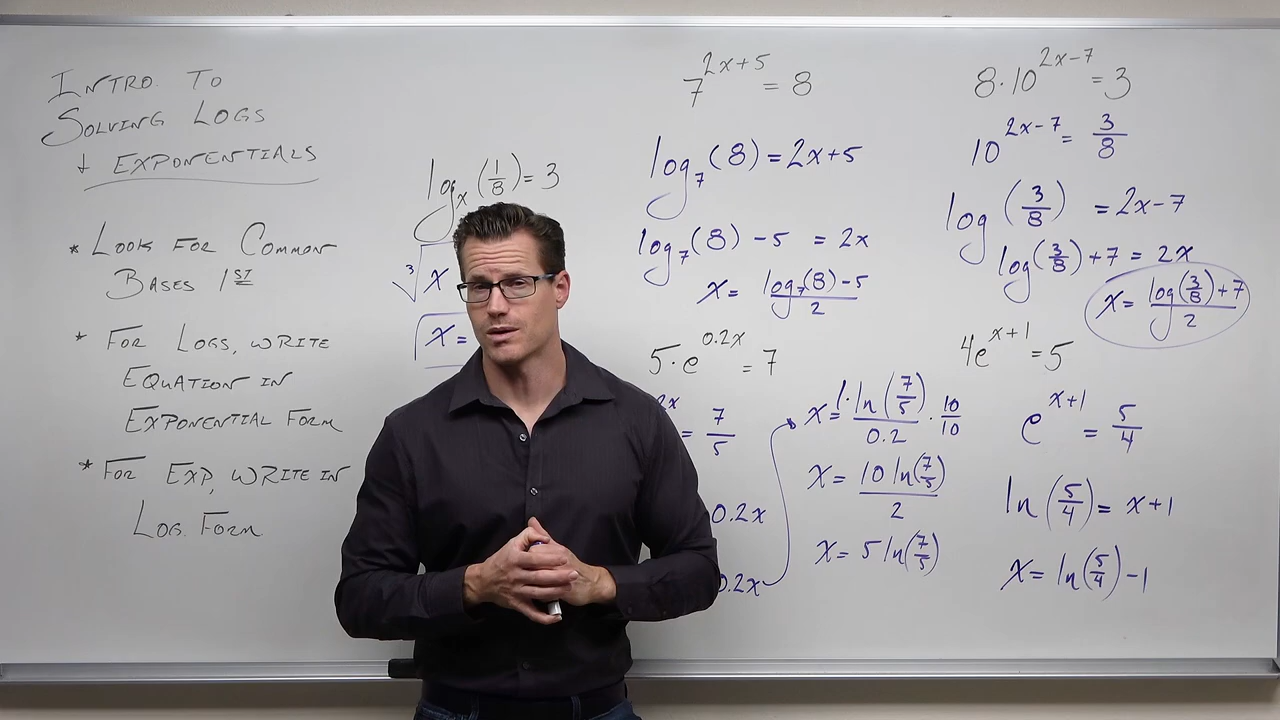 INTRO. TO
SOLVING LOGS
+ EXPONENTIALS
* LOOK FOR COMMON
BASES 1ST
* FOR LOGS, WRITE
EQUATION IN
EXPONENTIAL FORM
* FOR EXP, WRITE IN
LOG. FORM
logₓ(1/8) = 3
∛x
x =
7^(2x+5) = 8
log₇(8) = 2x+5
log₇(8) - 5 = 2x
x = (log₇(8) - 5)/2
5·e^(0.2x) = 7
= 7/5
0.2x
0.2x
x = (1·ln(7/5))/0.2 · 10/10
x = (10 ln(7/5))/2
x = 5 ln(7/5)
8·10^(2x-7) = 3
10^(2x-7) = 3/8
log(3/8) = 2x-7
log(3/8) + 7 = 2x
x = (log(3/8) + 7)/2
4e^(x+1) = 5
e^(x+1) = 5/4
ln(5/4) = x+1
x = ln(5/4) - 1